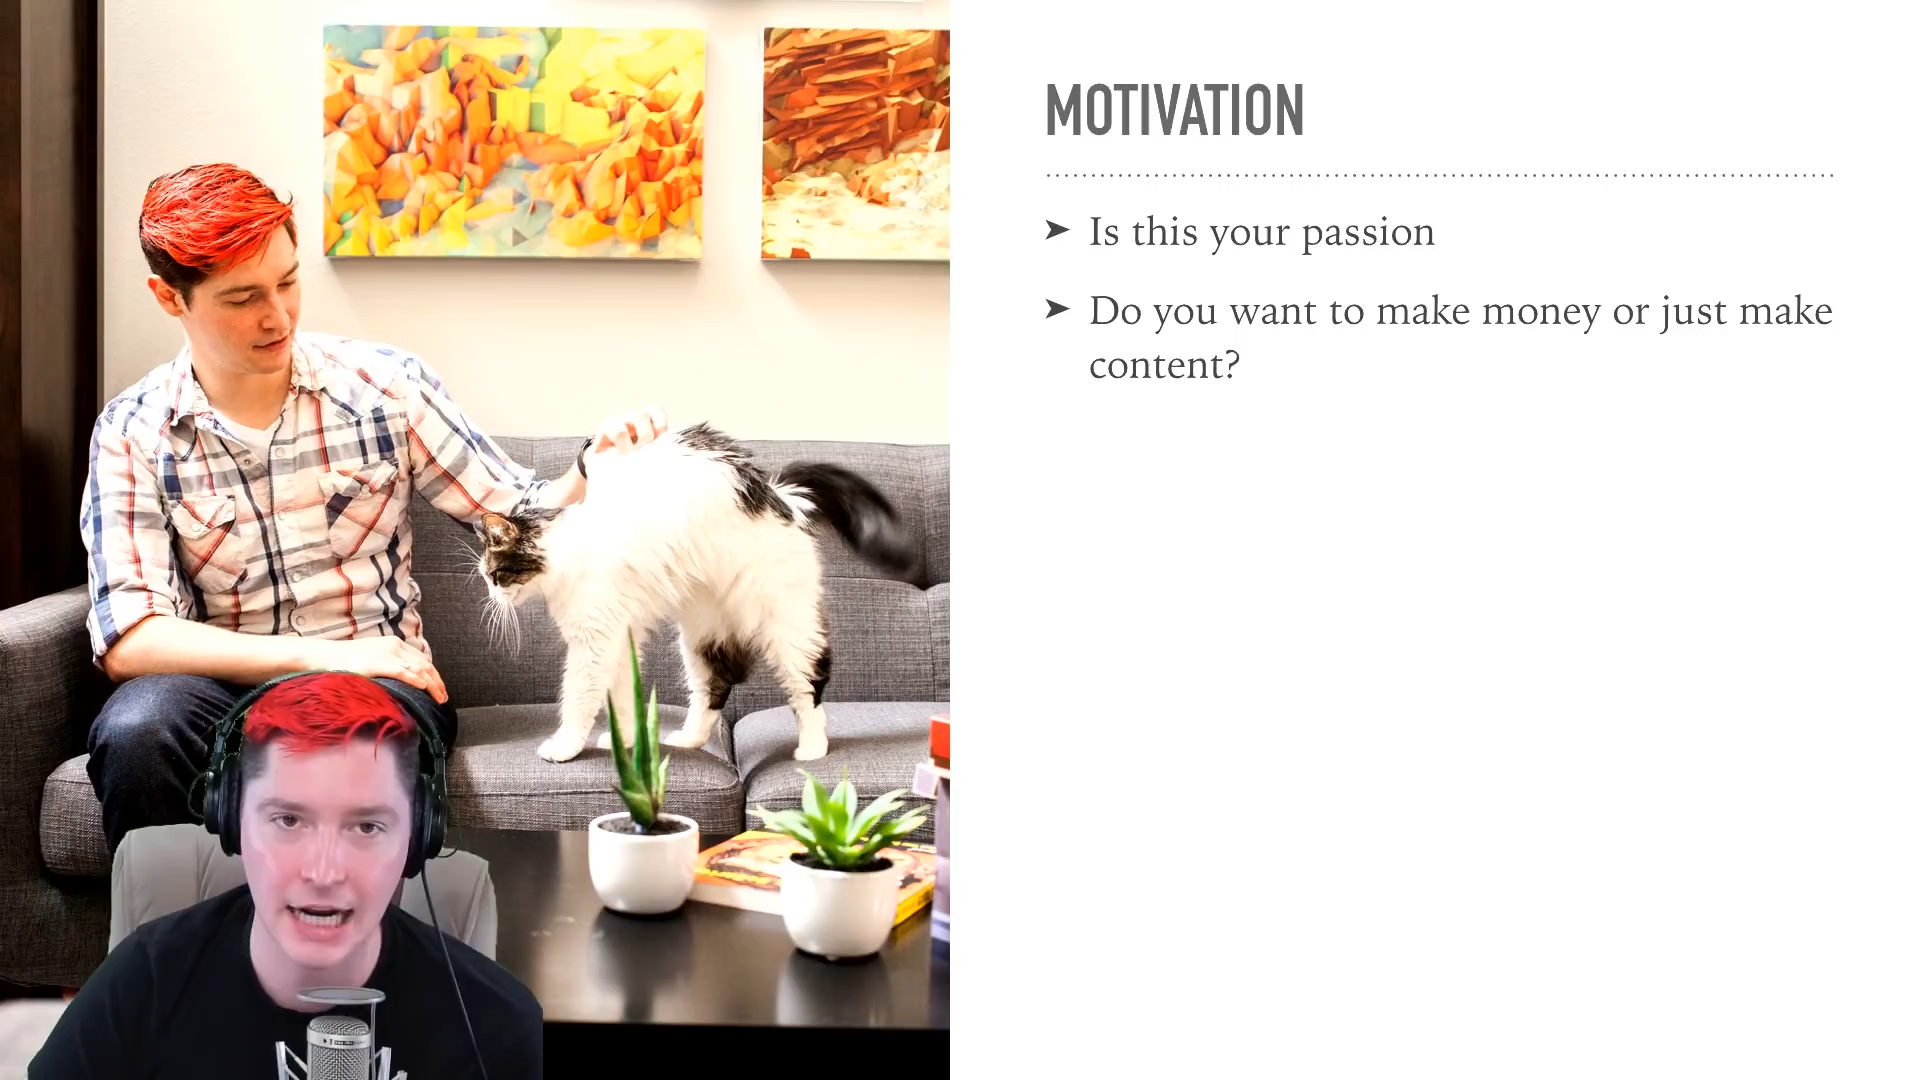 MOTIVATION
➤ Is this your passion
➤ Do you want to make money or just make
content?